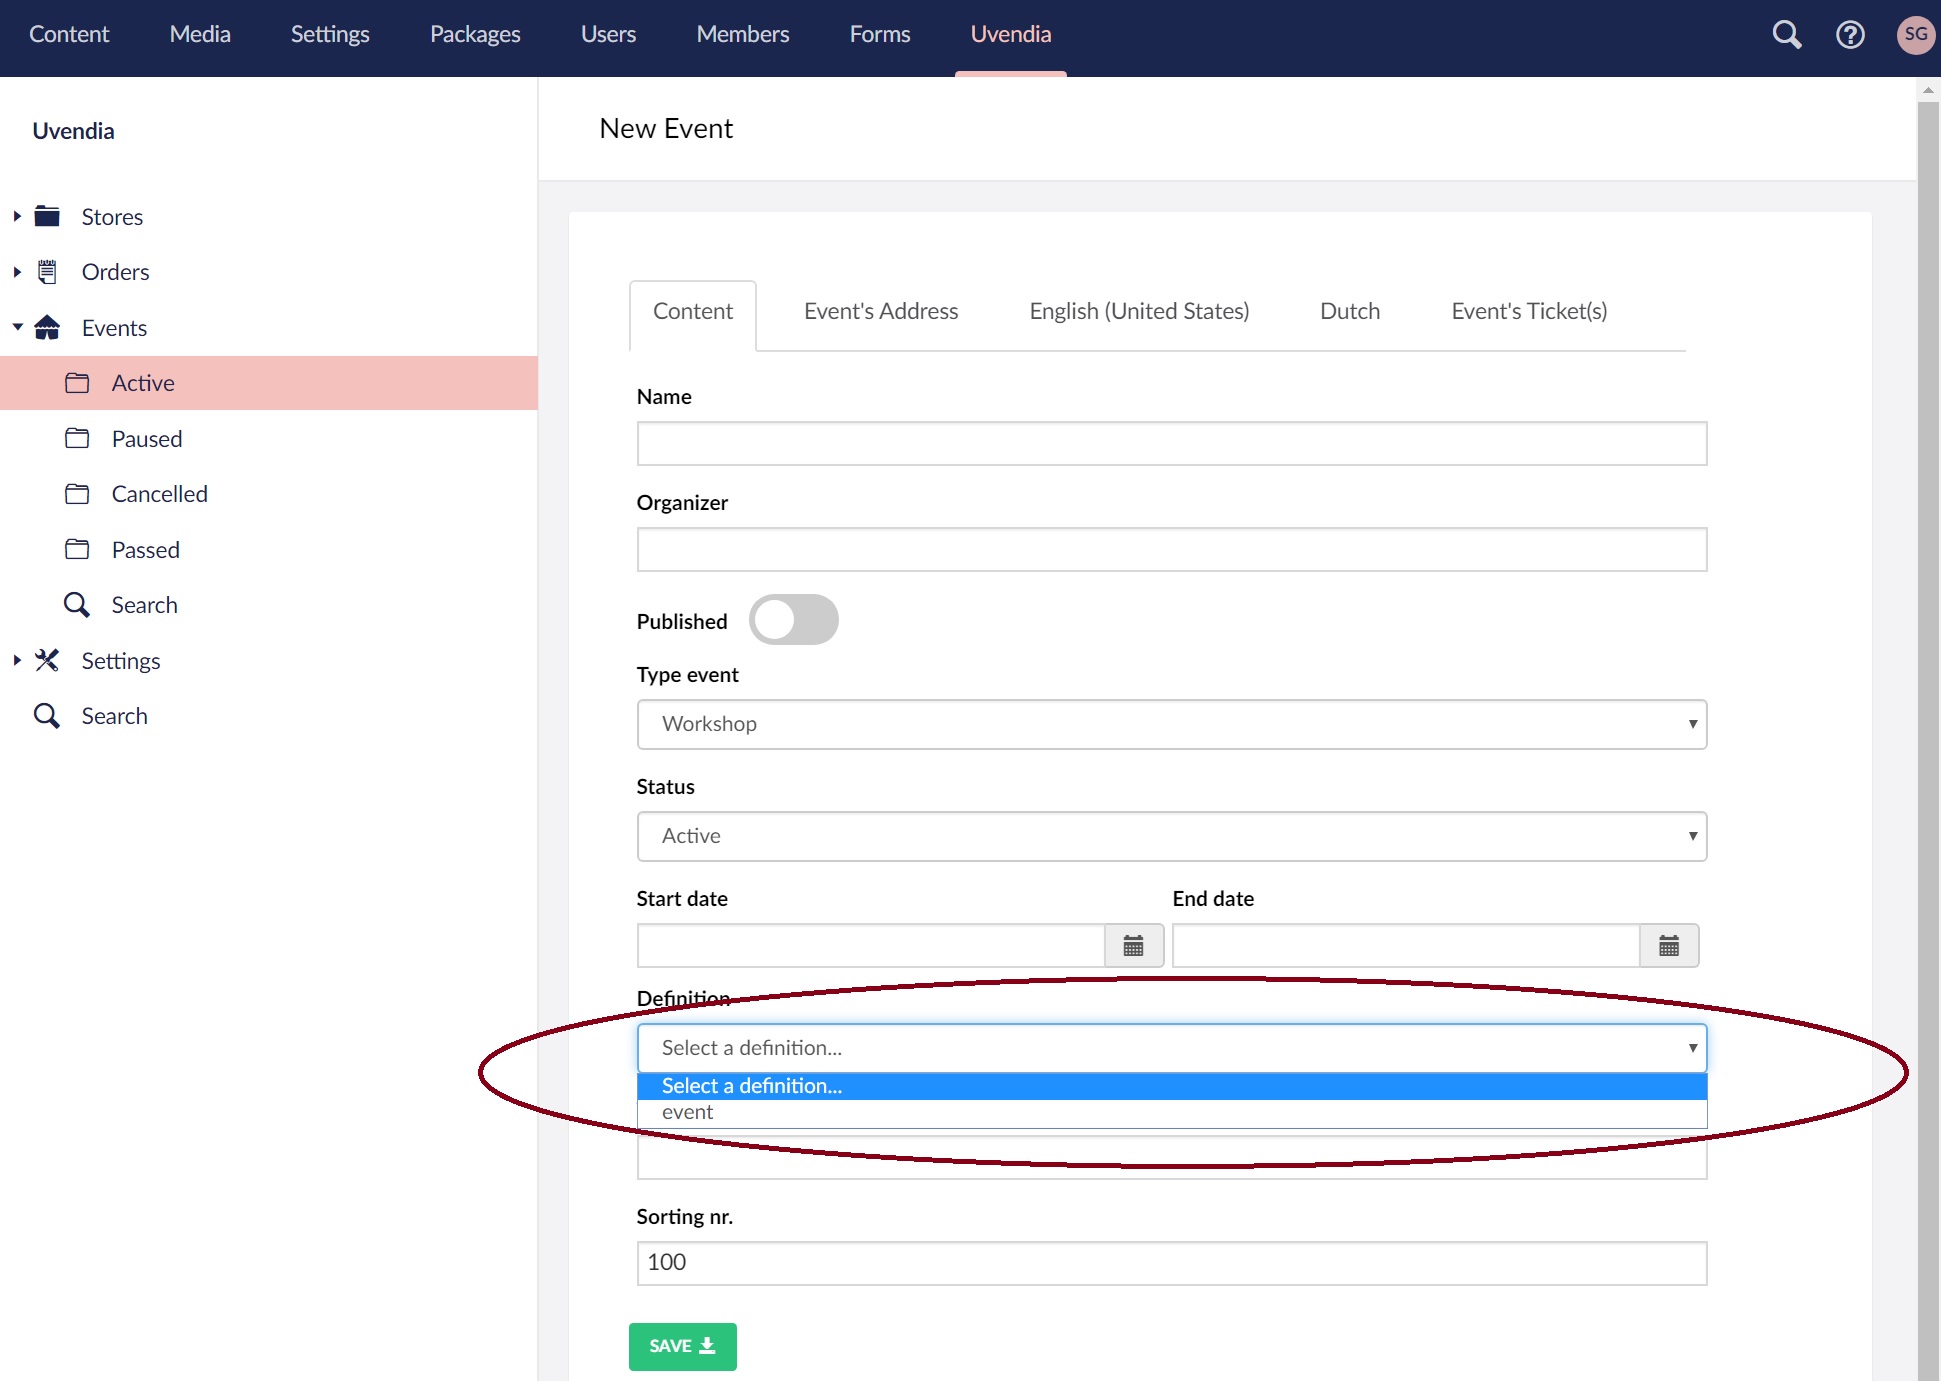 Content Media Settings Packages Users Members Forms Uvendia SG
Uvendia
Stores
Orders
Events
Active
Paused
Cancelled
Passed
Search
Settings
Search
New Event
Content Event's Address English (United States) Dutch Event's Ticket(s)
Name
Organizer
Published
Type event
Workshop
Status
Active
Start date End date
Definition
Select a definition...
Select a definition...
event
Sorting nr.
100
SAVE